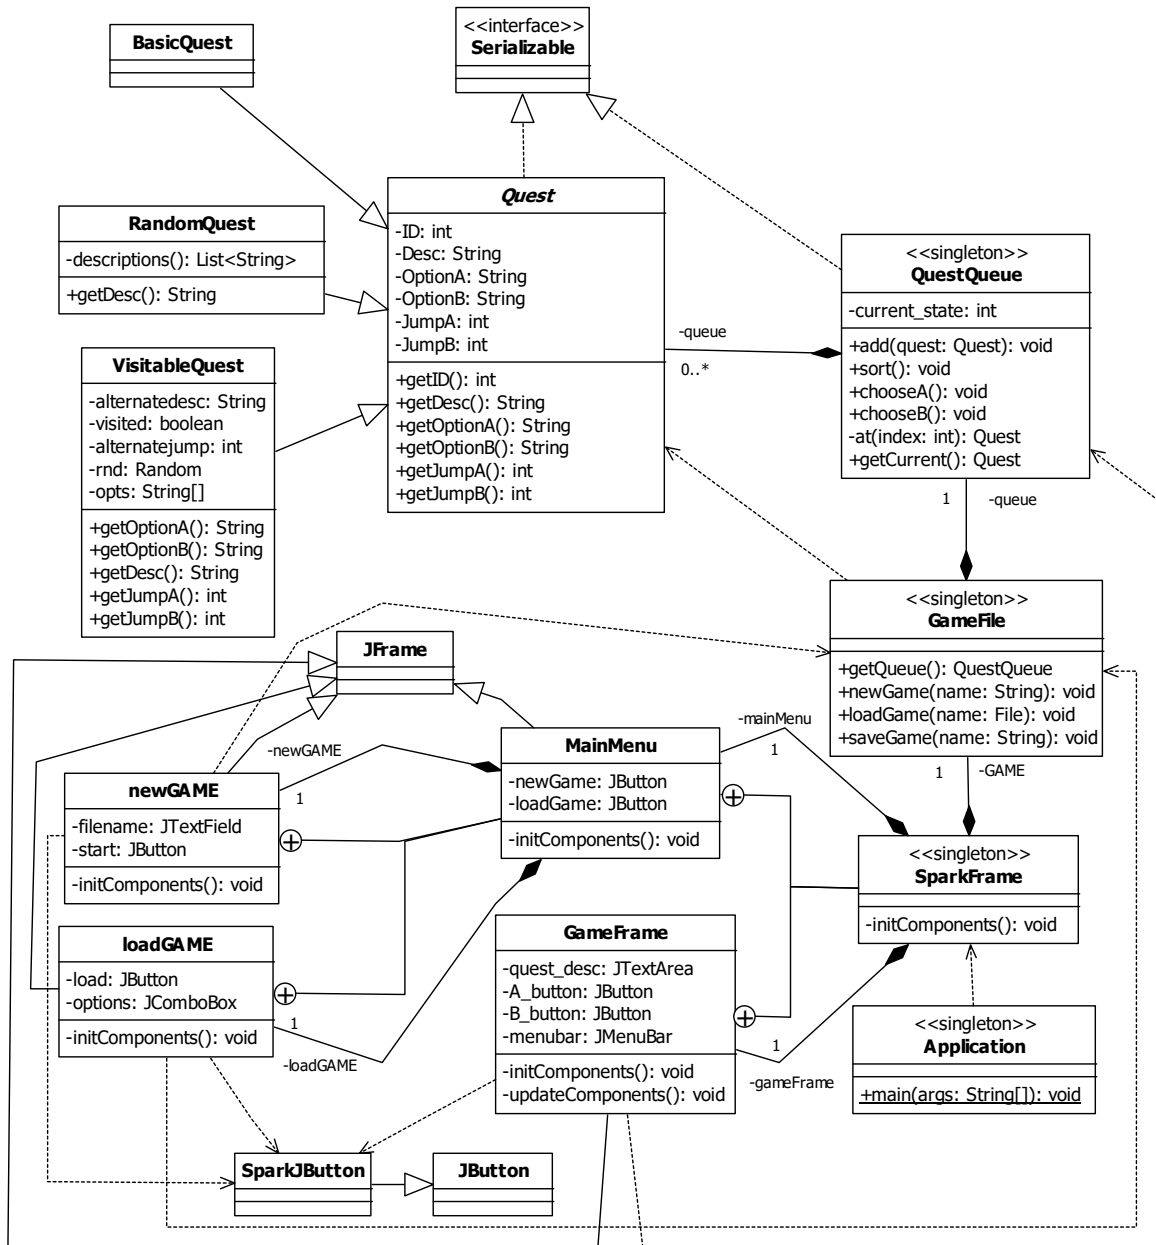 BasicQuest
<<interface>>
Serializable
Quest
-ID: int
-Desc: String
-OptionA: String
-OptionB: String
-JumpA: int
-JumpB: int
+getID(): int
+getDesc(): String
+getOptionA(): String
+getOptionB(): String
+getJumpA(): int
+getJumpB(): int
RandomQuest
-descriptions(): List<String>
+getDesc(): String
VisitableQuest
-alternatedesc: String
-visited: boolean
-alternatejump: int
-rnd: Random
-opts: String[]
+getOptionA(): String
+getOptionB(): String
+getDesc(): String
+getJumpA(): int
+getJumpB(): int
-queue
0..*
<<singleton>>
QuestQueue
-current_state: int
+add(quest: Quest): void
+sort(): void
+chooseA(): void
+chooseB(): void
-at(index: int): Quest
+getCurrent(): Quest
1
-queue
<<singleton>>
GameFile
+getQueue(): QuestQueue
+newGame(name: String): void
+loadGame(name: File): void
+saveGame(name: String): void
1
-GAME
JFrame
-newGAME
1
MainMenu
-newGame: JButton
-loadGame: JButton
-initComponents(): void
-mainMenu
1
newGAME
-filename: JTextField
-start: JButton
-initComponents(): void
<<singleton>>
SparkFrame
-initComponents(): void
loadGAME
-load: JButton
-options: JComboBox
-initComponents(): void
1
-loadGAME
GameFrame
-quest_desc: JTextArea
-A_button: JButton
-B_button: JButton
-menubar: JMenuBar
-initComponents(): void
-updateComponents(): void
1
-gameFrame
<<singleton>>
Application
+main(args: String[]): void
SparkJButton
JButton